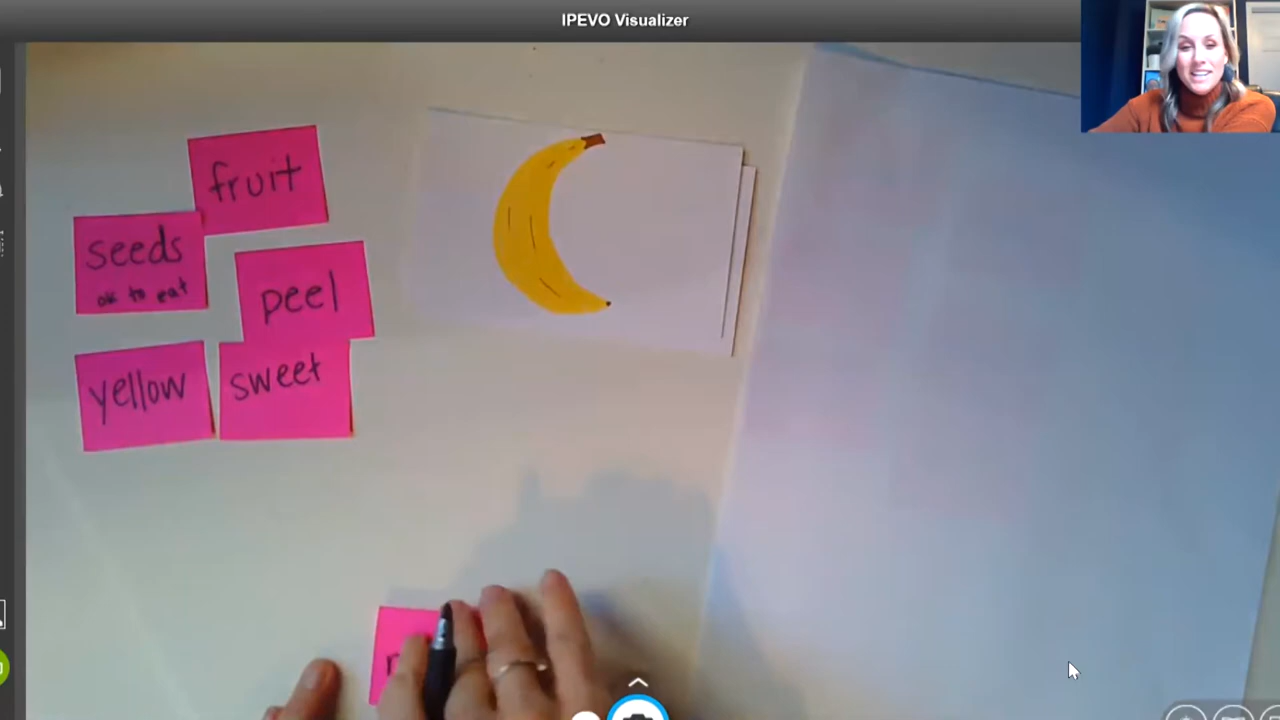 IPEVO Visualizer
fruit
seeds
ok to eat
peel
yellow
sweet